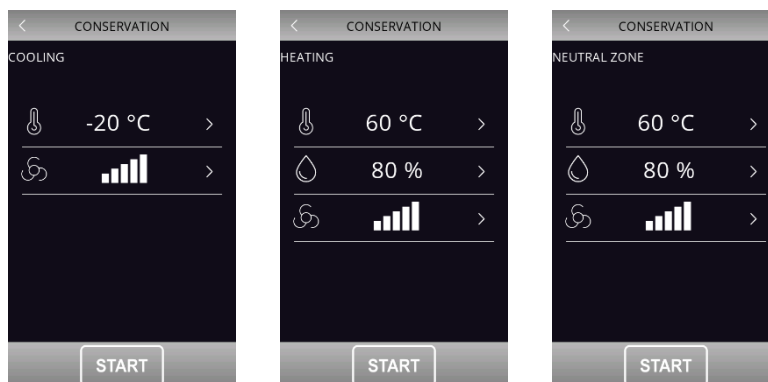 CONSERVATION
COOLING
-20 °C
START
CONSERVATION
HEATING
60 °C
80 %
START
CONSERVATION
NEUTRAL ZONE
60 °C
80 %
START